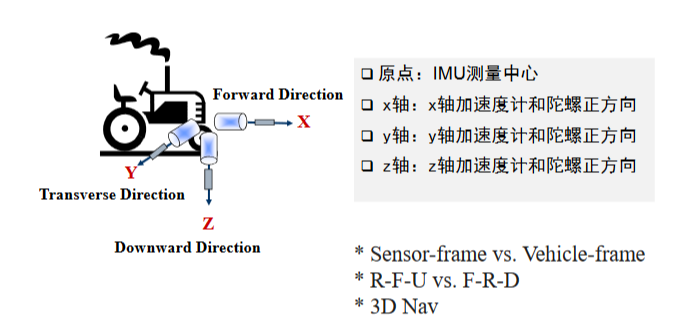 Forward Direction
X
Y
Transverse Direction
Z
Downward Direction
原点：IMU测量中心
x轴：x轴加速度计和陀螺正方向
y轴：y轴加速度计和陀螺正方向
z轴：z轴加速度计和陀螺正方向
* Sensor-frame vs. Vehicle-frame
* R-F-U vs. F-R-D
* 3D Nav